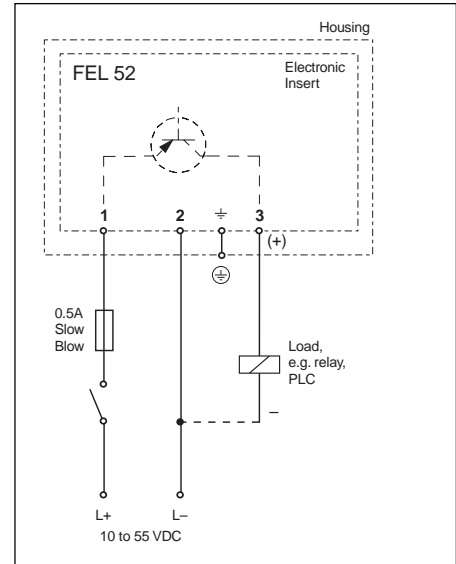 Housing
FEL 52
Electronic
Insert
1 2 3
(+)
0.5A
Slow
Blow
Load,
e.g. relay,
PLC
–
L+ L–
10 to 55 VDC